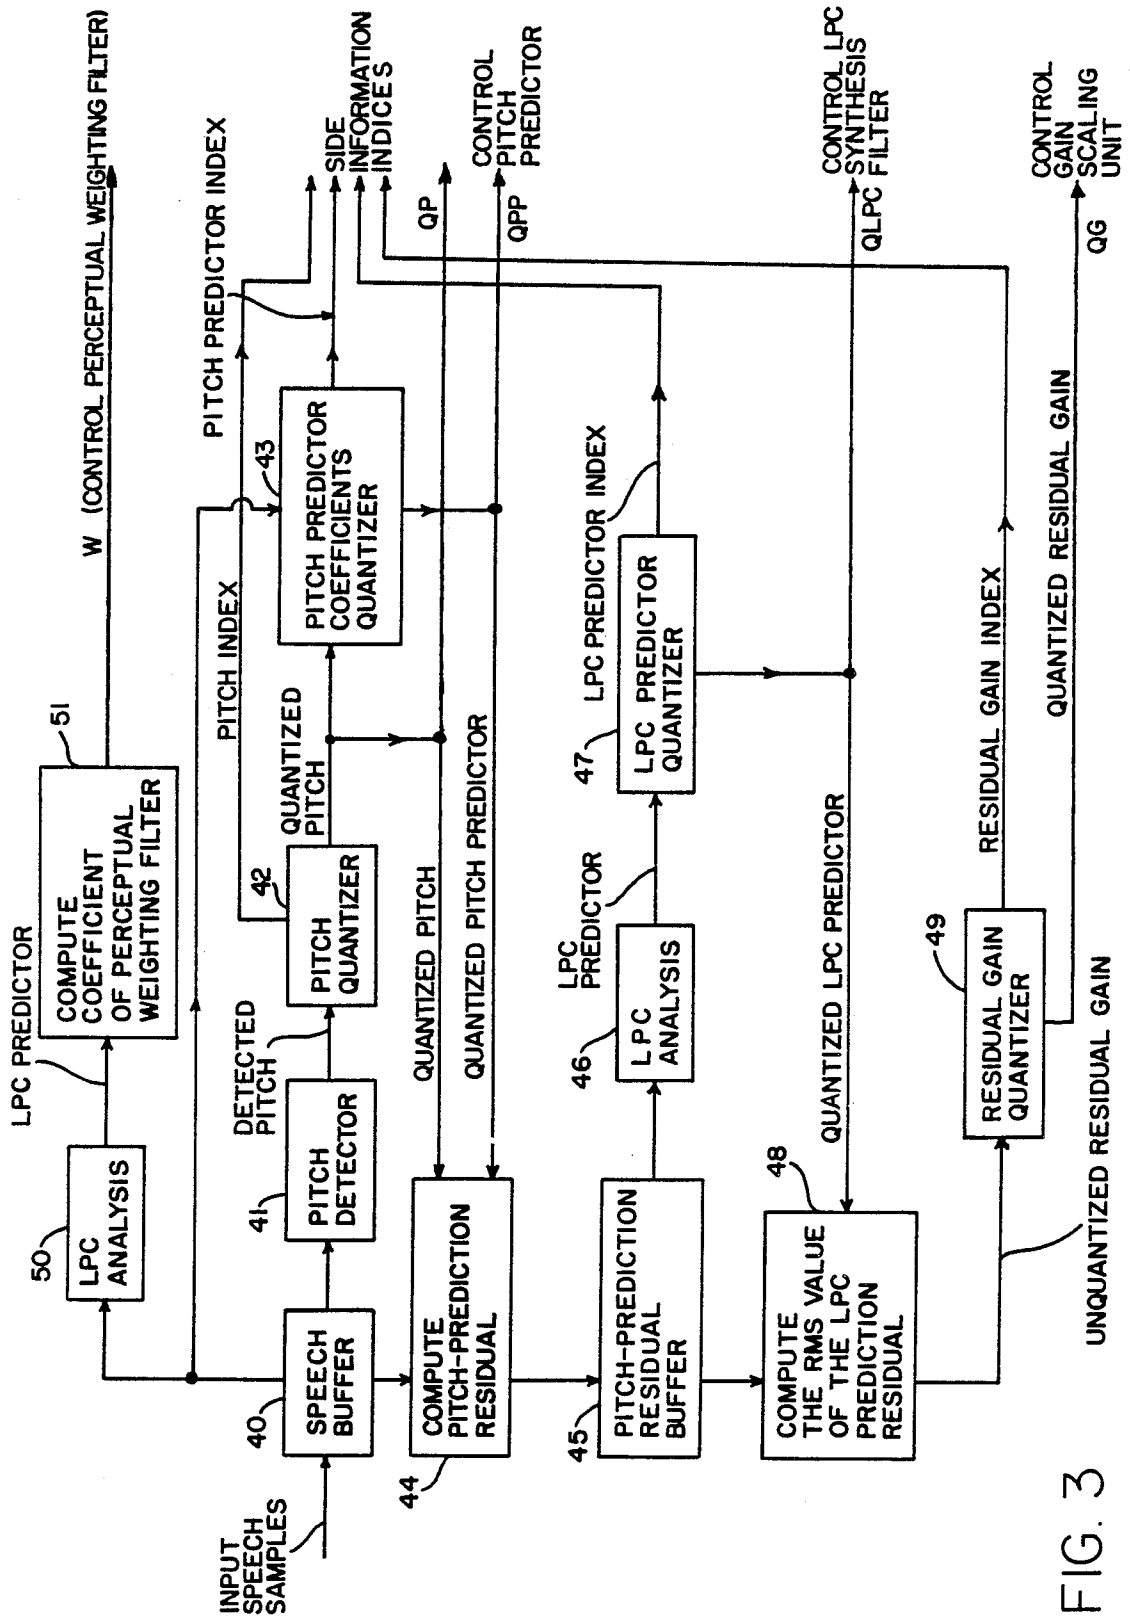 LPC PREDICTOR
W (CONTROL PERCEPTUAL WEIGHTING FILTER)
50
LPC
ANALYSIS
51
COMPUTE
COEFFICIENT
OF PERCEPTUAL
WEIGHTING FILTER
PITCH INDEX
PITCH PREDICTOR INDEX
INPUT
SPEECH
SAMPLES
40
SPEECH
BUFFER
41
PITCH
DETECTOR
DETECTED
PITCH
42
PITCH
QUANTIZER
QUANTIZED
PITCH
43
PITCH PREDICTOR
COEFFICIENTS
QUANTIZER
SIDE
INFORMATION
INDICES
44
COMPUTE
PITCH-PREDICTION
RESIDUAL
QUANTIZED PITCH
QP
QUANTIZED PITCH PREDICTOR
QPP
CONTROL
PITCH
PREDICTOR
45
PITCH-PREDICTION
RESIDUAL
BUFFER
46
LPC
ANALYSIS
LPC
PREDICTOR
47
LPC PREDICTOR
QUANTIZER
LPC PREDICTOR INDEX
48
COMPUTE
THE RMS VALUE
OF THE LPC
PREDICTION
RESIDUAL
QUANTIZED LPC PREDICTOR
QLPC
CONTROL LPC
SYNTHESIS
FILTER
49
RESIDUAL GAIN
QUANTIZER
RESIDUAL GAIN INDEX
QUANTIZED RESIDUAL GAIN
QG
CONTROL
GAIN
SCALING
UNIT
UNQUANTIZED RESIDUAL GAIN
FIG. 3